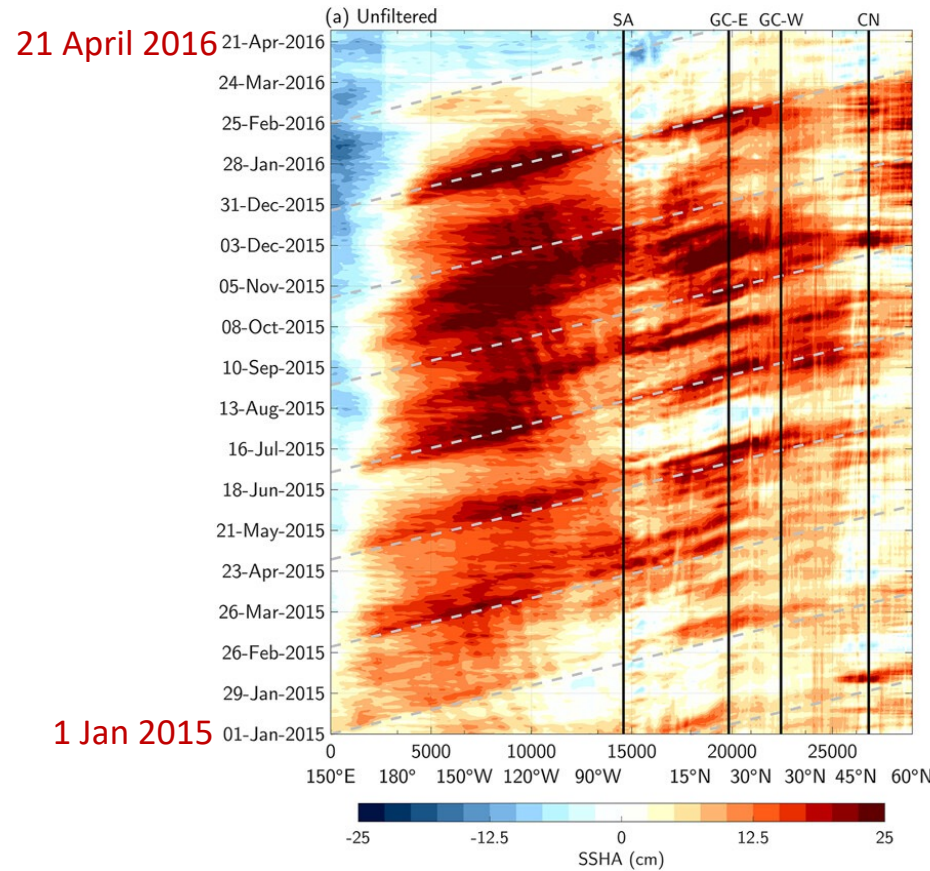 (a) Unfiltered SA GC-E GC-W CN
21 April 2016
21-Apr-2016
24-Mar-2016
25-Feb-2016
28-Jan-2016
31-Dec-2015
03-Dec-2015
05-Nov-2015
08-Oct-2015
10-Sep-2015
13-Aug-2015
16-Jul-2015
18-Jun-2015
21-May-2015
23-Apr-2015
26-Mar-2015
26-Feb-2015
29-Jan-2015
1 Jan 2015
01-Jan-2015
0 5000 10000 15000 20000 25000
150E 180° 150°W 120°W 90°W 15°N 30°N 30°N 45°N 60°N
-25 -12.5 0 12.5 25
SSHA (cm)